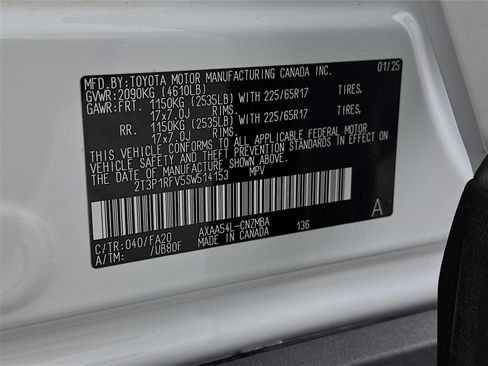 MFD. BY: TOYOTA MOTOR MANUFACTURING CANADA INC. 01/25
GVWR: 2090KG (4610LB)
GAWR: FRT. 1150KG (2535LB) WITH 225/65R17 TIRES.
17x7.0J RIMS.
RR. 1150KG (2535LB) WITH 225/65R17 TIRES.
17x7.0J RIMS.
THIS VEHICLE CONFORMS TO ALL APPLICABLE FEDERAL MOTOR
VEHICLE SAFETY AND THEFT PREVENTION STANDARDS IN EFFECT ON
THE DATE OF MANUFACTURE SHOWN ABOVE.
2T3P1RFV5SW514153 MPV
A
C/TR: 040/FA20 AXAA54L-CNZMBA 136
A/TM: /UB80F